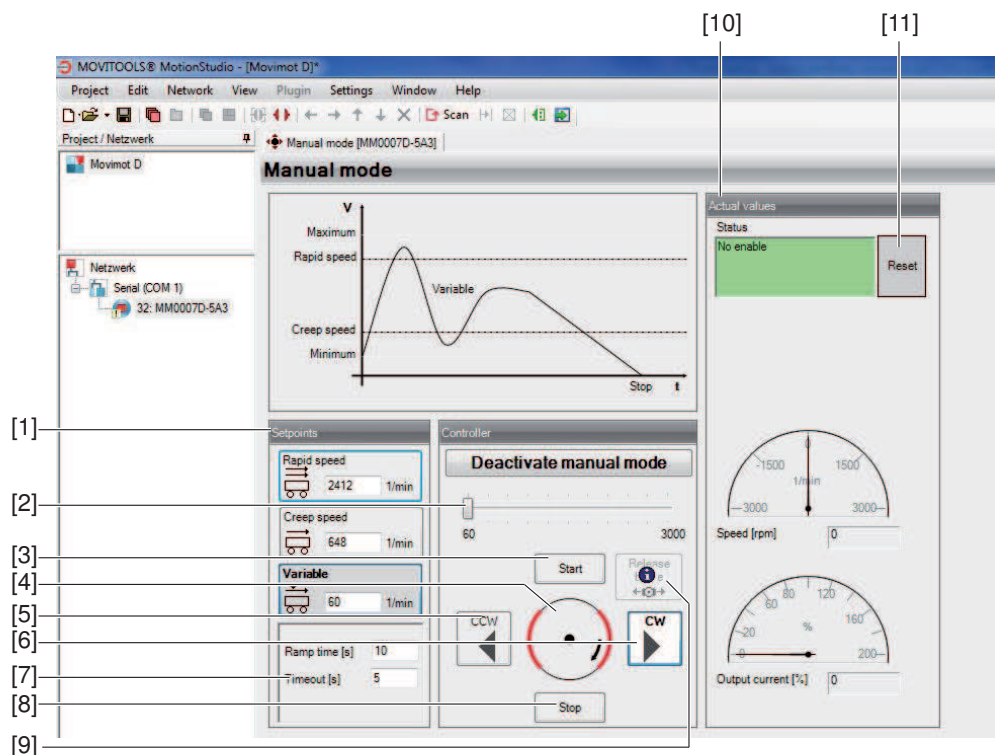 [10] [11]
MOVITOOLS® MotionStudio - [Movimot D]*
Project Edit Network View Plugin Settings Window Help
Scan
Project / Netzwerk
Manual mode [MM0007D-5A3]
Movimot D
Manual mode
Netzwerk
Serial (COM 1)
32: MM0007D-5A3
V
Maximum
Rapid speed
Variable
Creep speed
Minimum
Stop t
Actual values
Status
No enable
Reset
[1]
[2]
[3]
[4]
[5]
[6]
[7]
[8]
[9]
Setpoints
Rapid speed
2412 1/min
Creep speed
648 1/min
Variable
60 1/min
Ramp time [s] 10
Timeout [s] 5
Controller
Deactivate manual mode
60 3000
Start
Release
CCW
CW
Stop
0
-1500 1500
1/min
-3000 3000
Speed [rpm] 0
80 120
60 160
20 %
0 200
Output current [%] 0